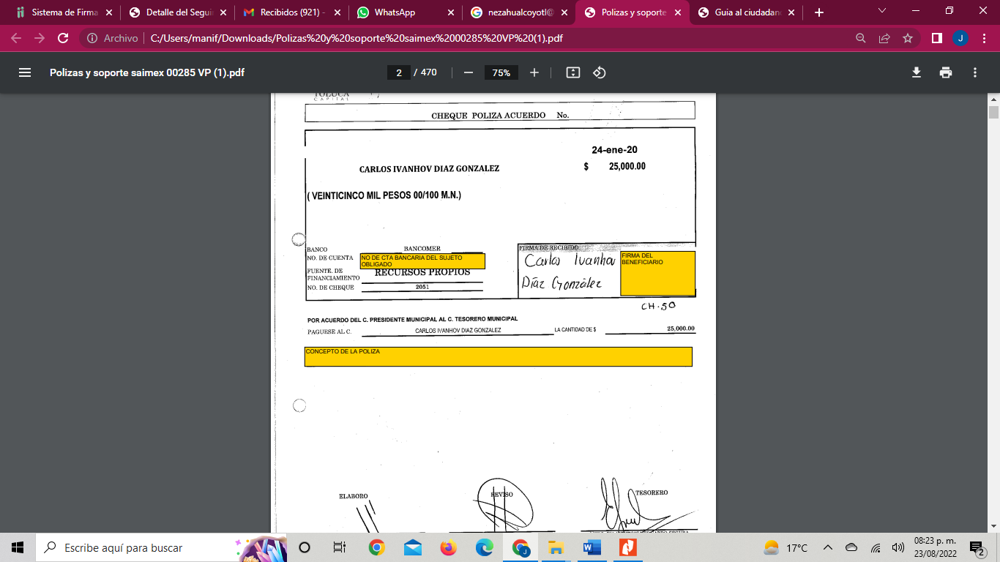 Sistema de Firma
Detalle del Segui
Recibidos (921) -
WhatsApp
nezahualcoyotl@
Polizas y soporte
Guía al ciudadan
Archivo
C:/Users/manif/Downloads/Polizas%20y%20soporte%20saimex%2000285%20VP%20(1).pdf
J
Polizas y soporte saimex 00285 VP (1).pdf
2 / 470
75%
TOLUCA
CAPITAL
CHEQUE POLIZA ACUERDO No.
24-ene-20
CARLOS IVANHOV DIAZ GONZALEZ
$ 25,000.00
( VEINTICINCO MIL PESOS 00/100 M.N.)
BANCO BANCOMER
NO. DE CUENTA
NO DE CTA BANCARIA DEL SUJETO
OBLIGADO
FUENTE. DE
FINANCIAMIENTO
RECURSOS PROPIOS
NO. DE CHEQUE 2051
FIRMA DE RECIBIDO
Carlos Ivanhov
Díaz González
FIRMA DEL
BENEFICIARIO
CH.50
POR ACUERDO DEL C. PRESIDENTE MUNICIPAL AL C. TESORERO MUNICIPAL
PAGUESE AL C. CARLOS IVANHOV DIAZ GONZALEZ LA CANTIDAD DE $ 25,000.00
CONCEPTO DE LA POLIZA
ELABORO
REVISO
TESORERO
Escribe aquí para buscar
J
17°C
08:23 p. m.
23/08/2022
2